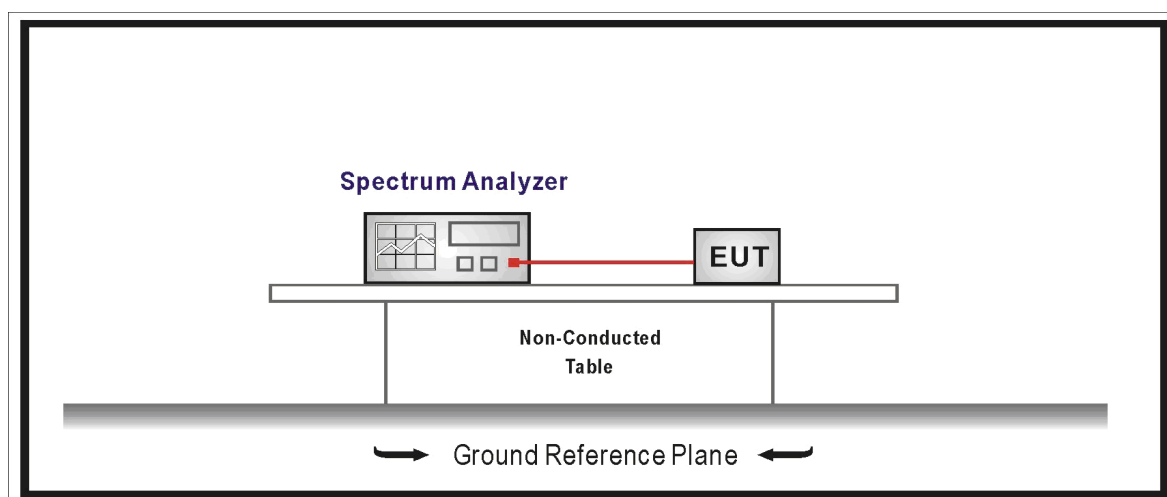 Spectrum Analyzer
EUT
Non-Conducted
Table
Ground Reference Plane